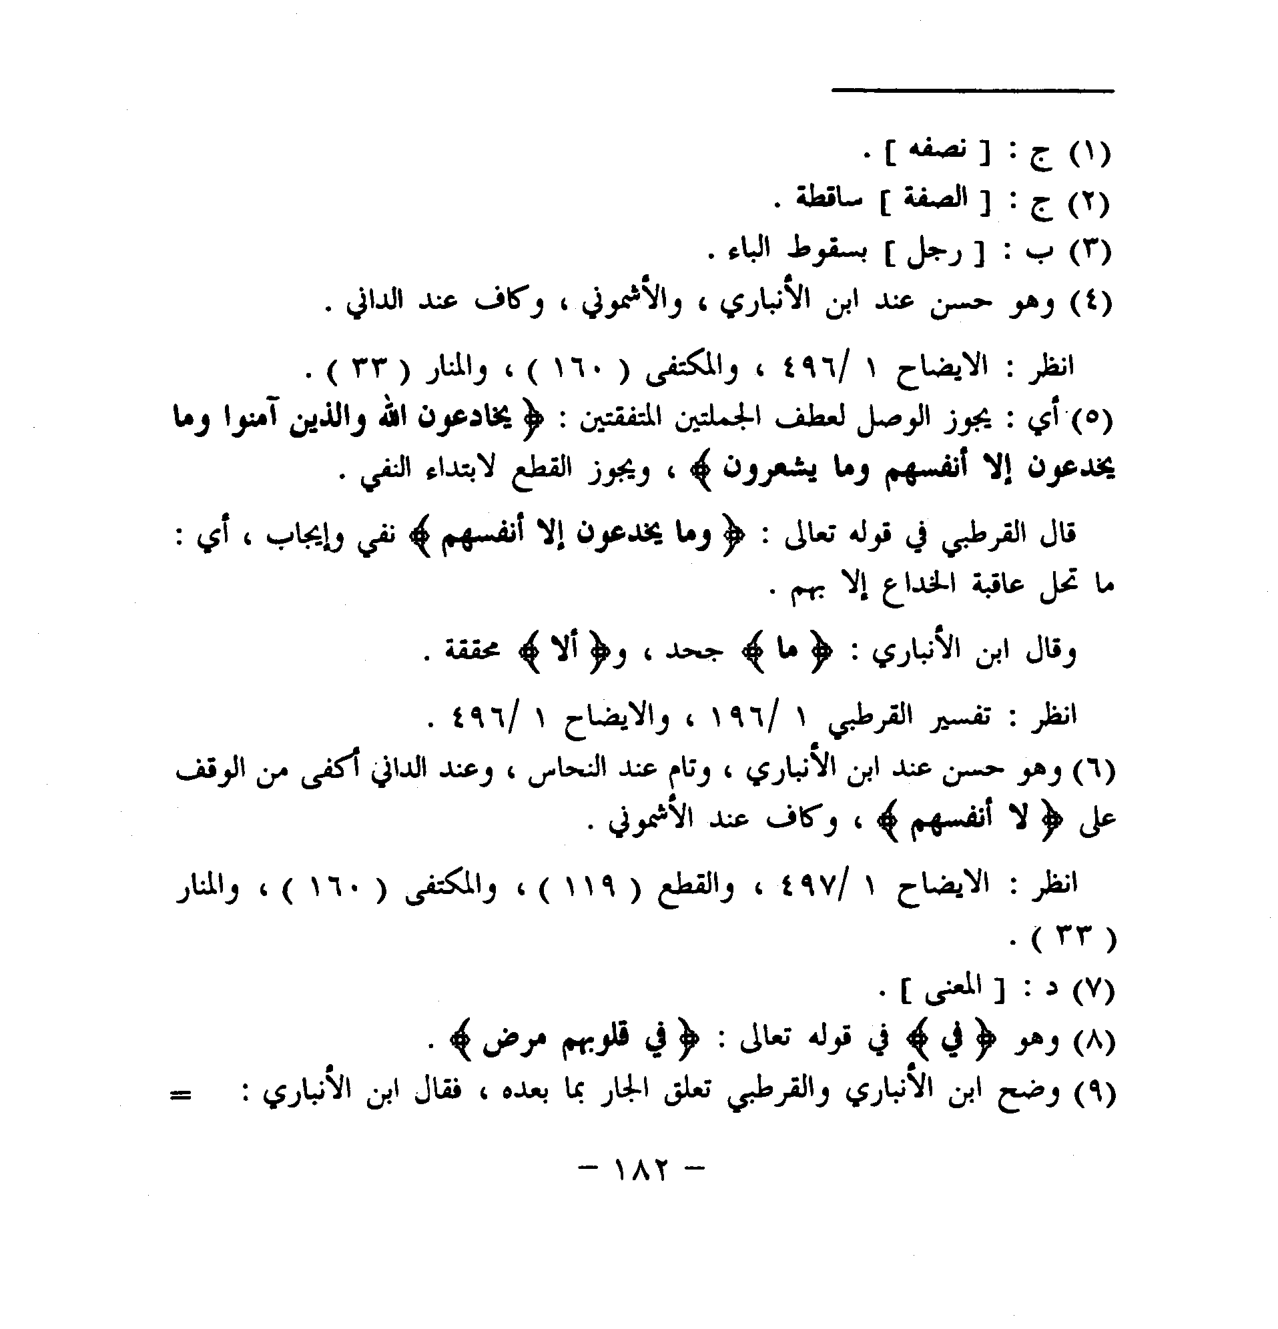 (١) ج : [ نصفه ] .
(٢) ج : [ الصفة ] ساقطة .
(٣) ب : [ رجل ] بسقوط الباء .
(٤) وهو حسن عند ابن الأنباري ، والأشموني ، وكاف عند الداني .
انظر : الايضاح ١ /٤٩٦ ، والمكتفى ( ١٦٠ ) ، والمنار ( ٣٣ ) .
(٥) أي : يجوز الوصل لعطف الجملتين المتفقتين : ﴿ يخادعون الله والذين آمنوا وما
يخدعون إلا أنفسهم وما يشعرون ﴾ ، ويجوز القطع لابتداء النفي .
قال القرطبي في قوله تعالى : ﴿ وما يخدعون إلا أنفسهم ﴾ نفي وإيجاب ، أي :
ما تحل عاقبة الخداع إلا بهم .
وقال ابن الأنباري : ﴿ ما ﴾ جحد ، و﴿ ألا ﴾ محققة .
انظر : تفسير القرطبي ١ /١٩٦ ، والايضاح ١ /٤٩٦ .
(٦) وهو حسن عند ابن الأنباري ، وتام عند النحاس ، وعند الداني أكفى من الوقف
على ﴿ لا أنفسهم ﴾ ، وكاف عند الأشموني .
انظر : الايضاح ١ /٤٩٧ ، والقطع ( ١١٩ ) ، والمكتفى ( ١٦٠ ) ، والمنار
( ٣٣ ) .
(٧) د : [ المعنى ] .
(٨) وهو ﴿ في ﴾ في قوله تعالى : ﴿ في قلوبهم مرض ﴾ .
(٩) وضح ابن الأنباري والقرطبي تعلق الجار بما بعده ، فقال ابن الأنباري : =
– ١٨٢ –